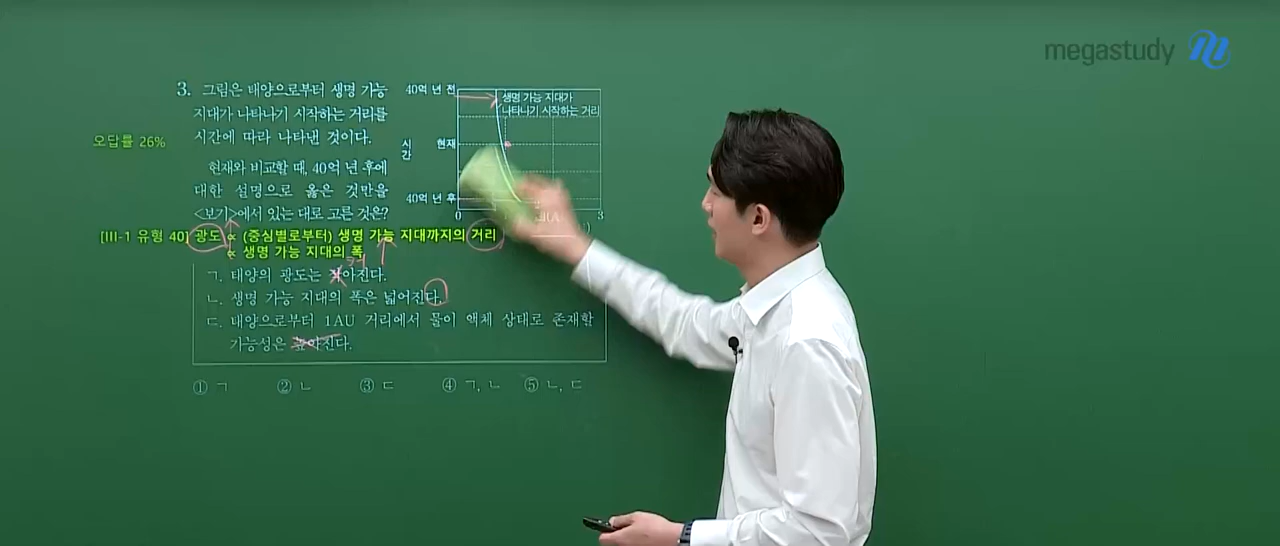 megastudy
3. 그림은 태양으로부터 생명 가능
지대가 나타나기 시작하는 거리를
시간에 따라 나타낸 것이다.
오답률 26%
현재와 비교할 때, 40억 년 후에
대한 설명으로 옳은 것만을
<보기>에서 있는 대로 고른 것은?
40억 년 전
생명 가능 지대가
나타나기 시작하는 거리
시간
현재
40억 년 후
0
3
[III-1 유형 40] 광도 ∝ (중심별로부터) 생명 가능 지대까지의 거리
∝ 생명 가능 지대의 폭
ㄱ. 태양의 광도는 아진다.
ㄴ. 생명 가능 지대의 폭은 넓어진다.
ㄷ. 태양으로부터 1AU 거리에서 물이 액체 상태로 존재할
가능성은 높아진다.
① ㄱ ② ㄴ ③ ㄷ ④ ㄱ, ㄴ ⑤ ㄴ, ㄷ